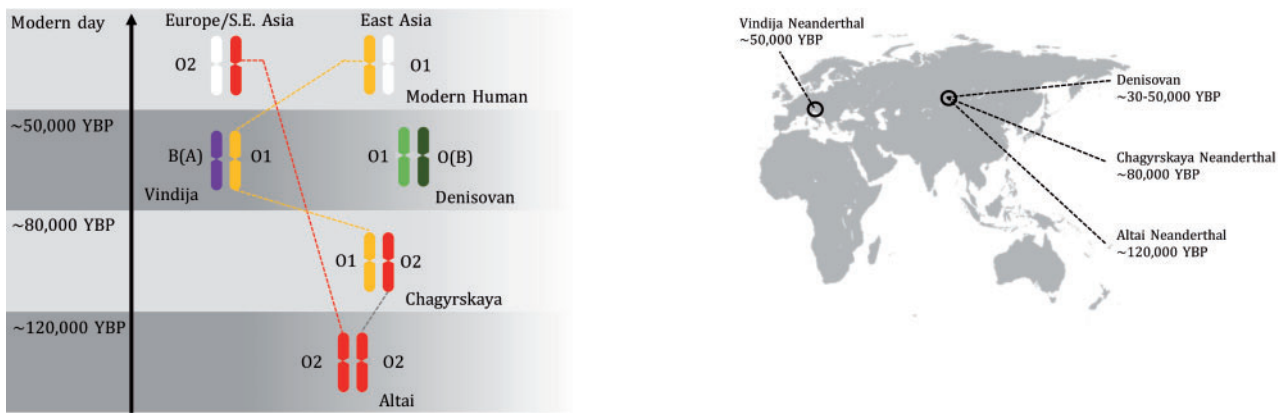 Modern day
Europe/S.E. Asia
East Asia
O2
O1
Modern Human
~50,000 YBP
B(A)
O1
O1
O(B)
Vindija
Denisovan
~80,000 YBP
O1
O2
Chagyrskaya
~120,000 YBP
O2
O2
Altai
Vindija Neanderthal
~50,000 YBP
Denisovan
~30-50,000 YBP
Chagyrskaya Neanderthal
~80,000 YBP
Altai Neanderthal
~120,000 YBP